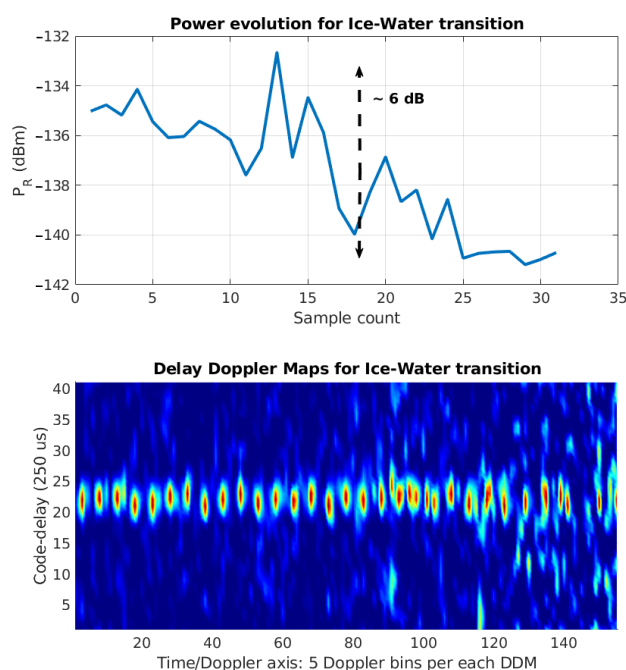 Power evolution for Ice-Water transition
−132
−134
−136
−138
−140
−142
P_R (dBm)
~ 6 dB
0 5 10 15 20 25 30 35
Sample count
Delay Doppler Maps for Ice-Water transition
40
35
30
25
20
15
10
5
Code-delay (250 us)
20 40 60 80 100 120 140
Time/Doppler axis: 5 Doppler bins per each DDM